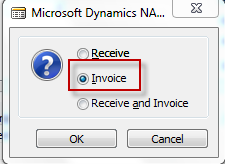 Microsoft Dynamics NA...
Receive
Invoice
Receive and Invoice
OK
Cancel